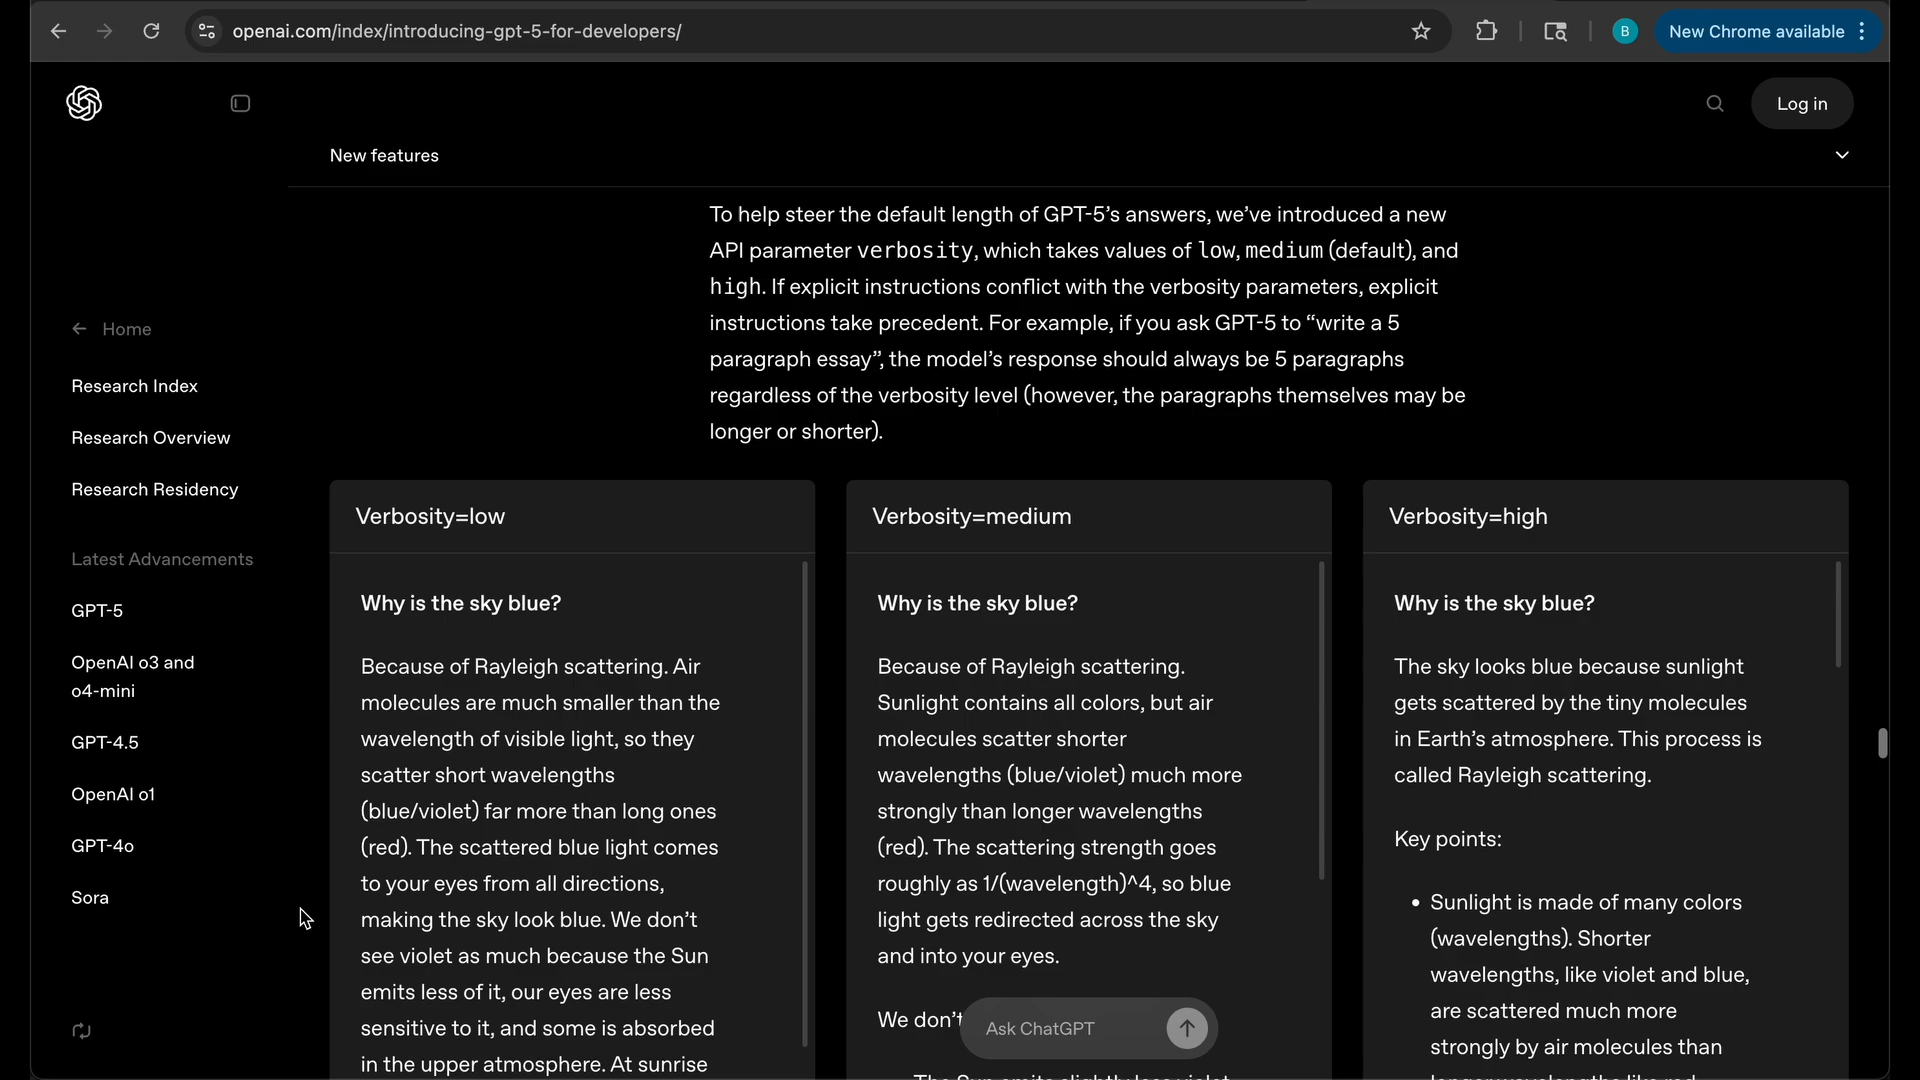 openai.com/index/introducing-gpt-5-for-developers/
B
New Chrome available
Log in
New features
To help steer the default length of GPT-5’s answers, we’ve introduced a new
API parameter verbosity, which takes values of low, medium (default), and
high. If explicit instructions conflict with the verbosity parameters, explicit
instructions take precedent. For example, if you ask GPT-5 to “write a 5
paragraph essay”, the model’s response should always be 5 paragraphs
regardless of the verbosity level (however, the paragraphs themselves may be
longer or shorter).
Home
Research Index
Research Overview
Research Residency
Latest Advancements
GPT-5
OpenAI o3 and
o4-mini
GPT-4.5
OpenAI o1
GPT-4o
Sora
Verbosity=low
Why is the sky blue?
Because of Rayleigh scattering. Air
molecules are much smaller than the
wavelength of visible light, so they
scatter short wavelengths
(blue/violet) far more than long ones
(red). The scattered blue light comes
to your eyes from all directions,
making the sky look blue. We don’t
see violet as much because the Sun
emits less of it, our eyes are less
sensitive to it, and some is absorbed
in the upper atmosphere. At sunrise
Verbosity=medium
Why is the sky blue?
Because of Rayleigh scattering.
Sunlight contains all colors, but air
molecules scatter shorter
wavelengths (blue/violet) much more
strongly than longer wavelengths
(red). The scattering strength goes
roughly as 1/(wavelength)^4, so blue
light gets redirected across the sky
and into your eyes.
We don’t
The Sun emits slightly less violet
Verbosity=high
Why is the sky blue?
The sky looks blue because sunlight
gets scattered by the tiny molecules
in Earth’s atmosphere. This process is
called Rayleigh scattering.
Key points:
Sunlight is made of many colors
(wavelengths). Shorter
wavelengths, like violet and blue,
are scattered much more
strongly by air molecules than
longer wavelengths like red
Ask ChatGPT